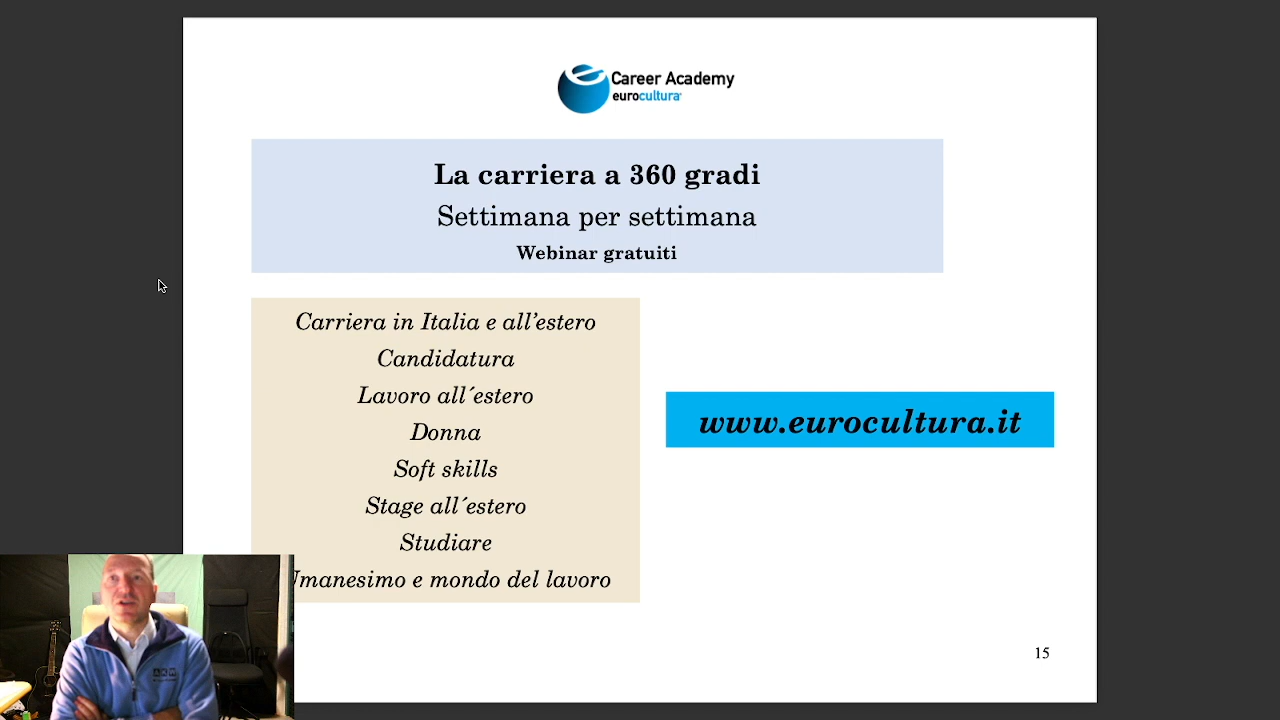 Career Academy
eurocultura
La carriera a 360 gradi
Settimana per settimana
Webinar gratuiti
Carriera in Italia e all’estero
Candidatura
Lavoro all´estero
Donna
Soft skills
Stage all´estero
Studiare
Umanesimo e mondo del lavoro
www.eurocultura.it
15